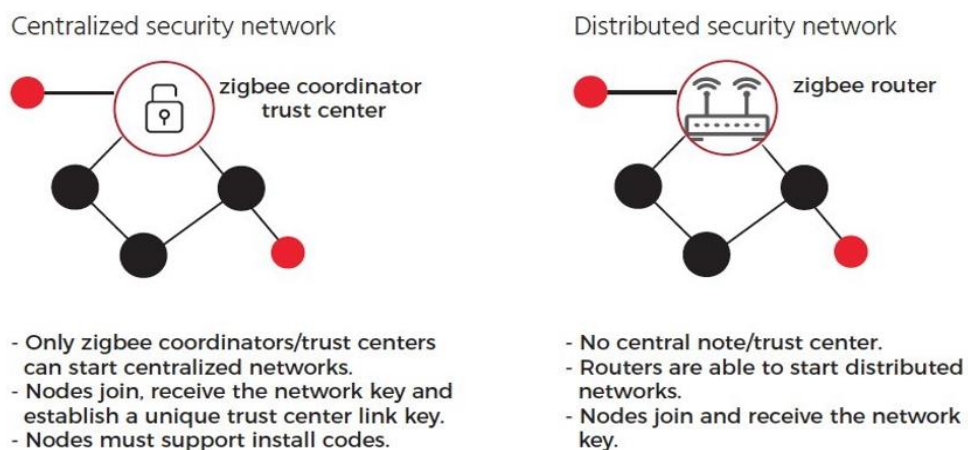 Centralized security network
zigbee coordinator
trust center
- Only zigbee coordinators/trust centers
can start centralized networks.
- Nodes join, receive the network key and
establish a unique trust center link key.
- Nodes must support install codes.
Distributed security network
zigbee router
- No central note/trust center.
- Routers are able to start distributed
networks.
- Nodes join and receive the network
key.